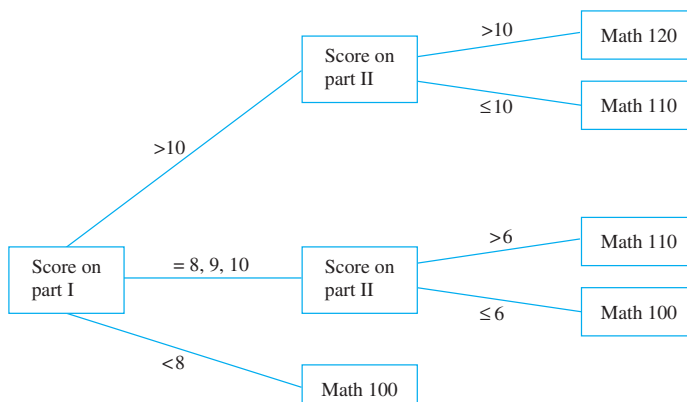 >10
Math 120
Score on
part II
≤10
Math 110
>10
>6
Math 110
Score on
part I
= 8, 9, 10
Score on
part II
≤6
Math 100
<8
Math 100